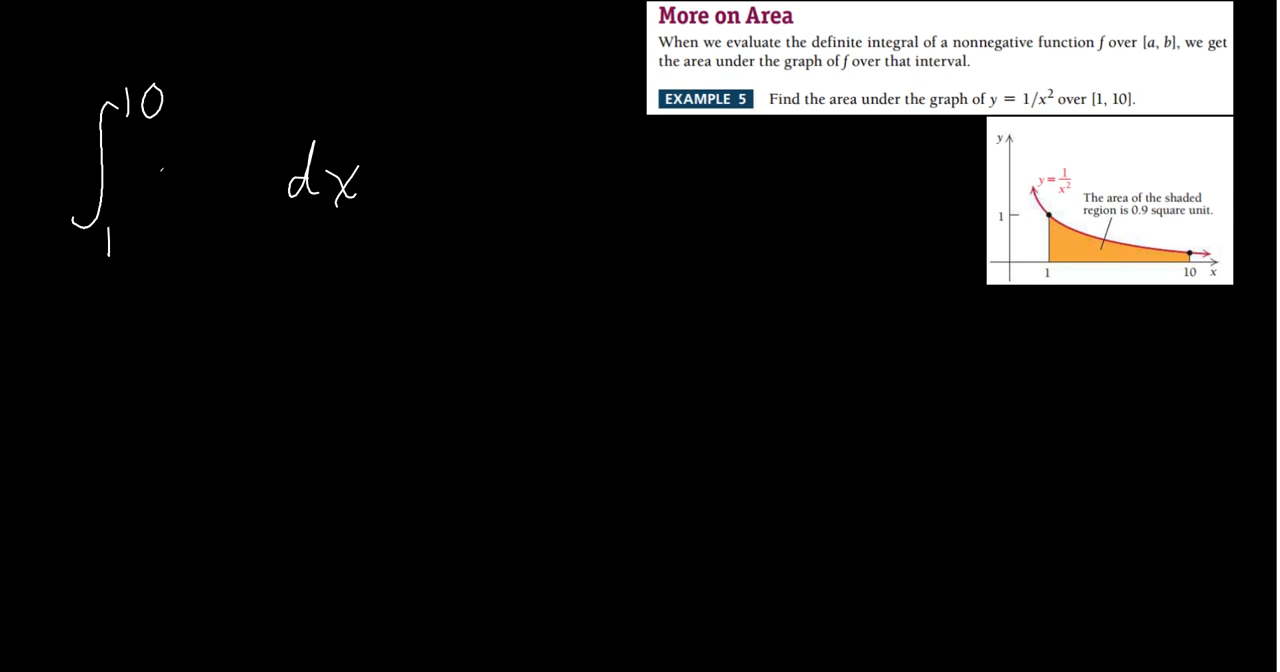 More on Area
When we evaluate the definite integral of a nonnegative function f over [a, b], we get
the area under the graph of f over that interval.
EXAMPLE 5 Find the area under the graph of y = 1/x² over [1, 10].
∫₁¹⁰ dx
y
y = 1/x²
The area of the shaded
region is 0.9 square unit.
1
1 10 x